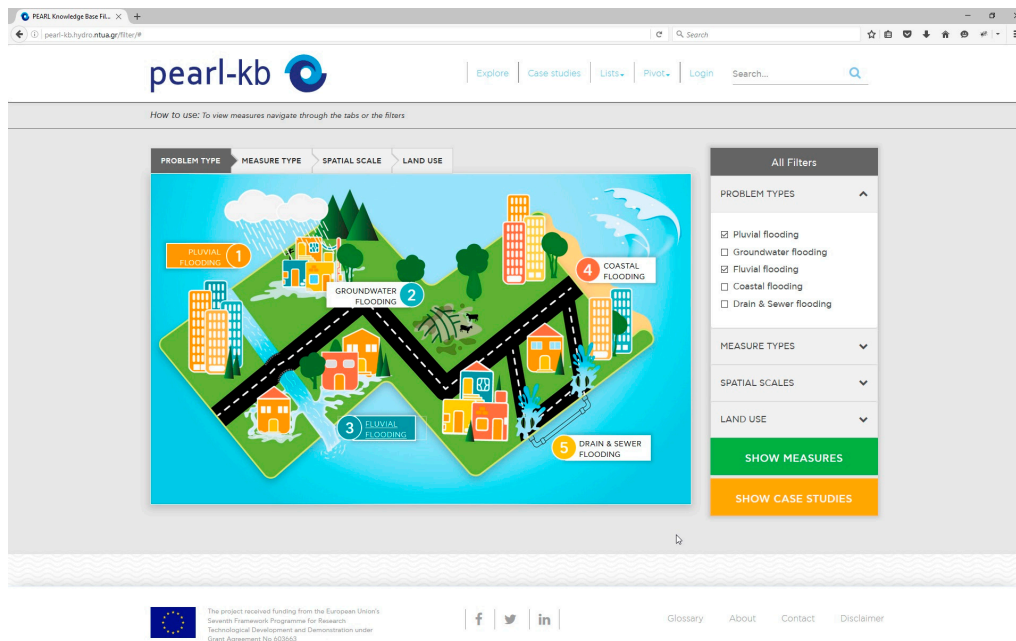 PEARL Knowledge Base Fil...
pearl-kb.hydro.ntua.gr/filter/#
Search
pearl-kb
Explore
Case studies
Lists
Pivot
Login
Search...
How to use: To view measures navigate through the tabs or the filters
PROBLEM TYPE
MEASURE TYPE
SPATIAL SCALE
LAND USE
PLUVIAL
FLOODING
1
GROUNDWATER
FLOODING
2
FLUVIAL
FLOODING
3
4
COASTAL
FLOODING
5
DRAIN & SEWER
FLOODING
All Filters
PROBLEM TYPES
Pluvial flooding
Groundwater flooding
Fluvial flooding
Coastal flooding
Drain & Sewer flooding
MEASURE TYPES
SPATIAL SCALES
LAND USE
SHOW MEASURES
SHOW CASE STUDIES
The project received funding from the European Union's
Seventh Framework Programme for Research
Technological Development and Demonstration under
Grant Agreement No 603663
f
in
Glossary
About
Contact
Disclaimer